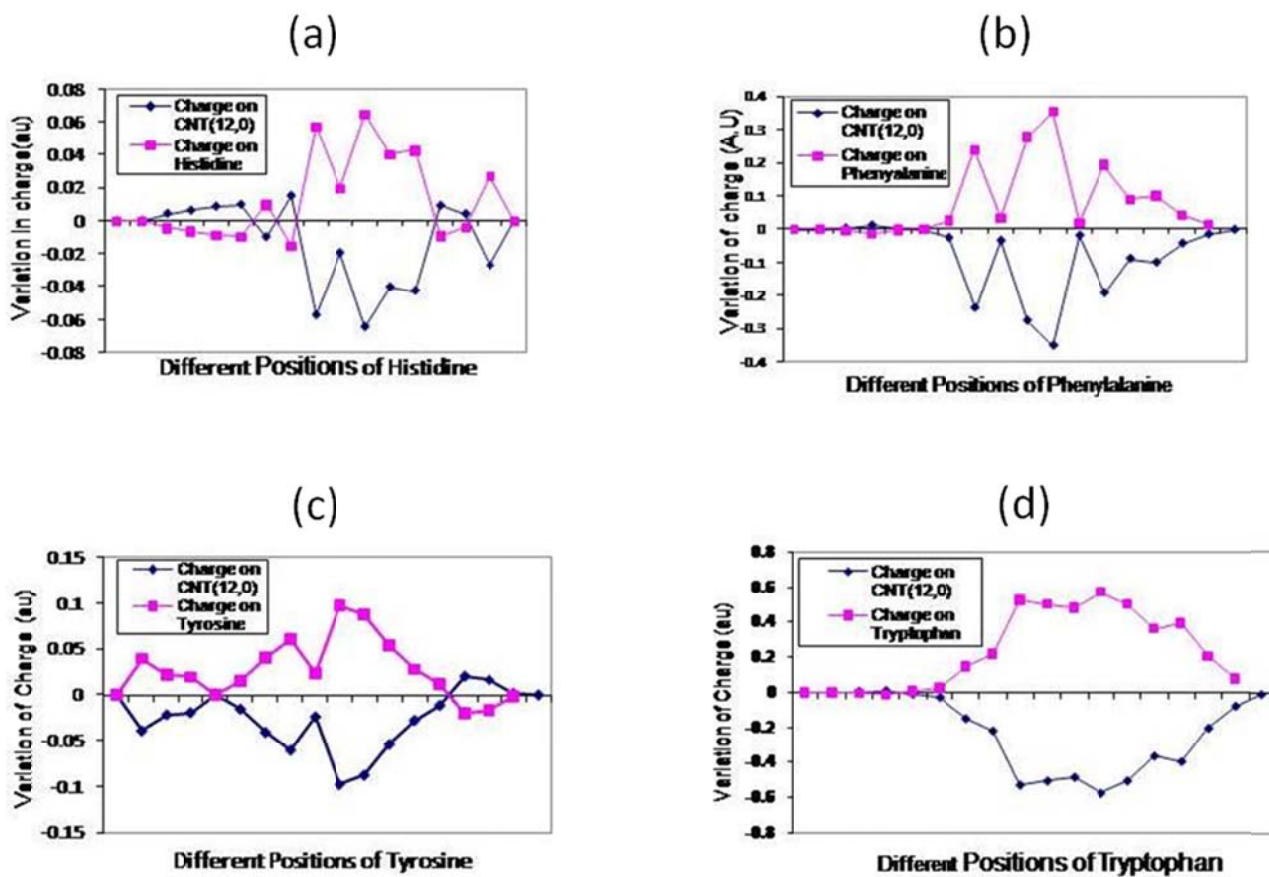 (a)
Variation in charge(au)
0.08
0.06
0.04
0.02
0
-0.02
-0.04
-0.06
-0.08
Charge on
CNT(12,0)
Charge on
Histidine
Different Positions of Histidine
(b)
Variation of charge (A.U)
0.4
0.3
0.2
0.1
0
-0.1
-0.2
-0.3
-0.4
Charge on
CNT(12,0)
Charge on
Phenyalanine
Different Positions of Phenylalanine
(c)
Variation of Charge (au)
0.15
0.1
0.05
0
-0.05
-0.1
-0.15
Charge on
CNT(12,0)
Charge on
Tyrosine
Different Positions of Tyrosine
(d)
Variation of Charge (au)
0.8
0.6
0.4
0.2
0
-0.2
-0.4
-0.6
-0.8
Charge on
CNT(12,0)
Charge on
Tryptophan
Different Positions of Tryptophan